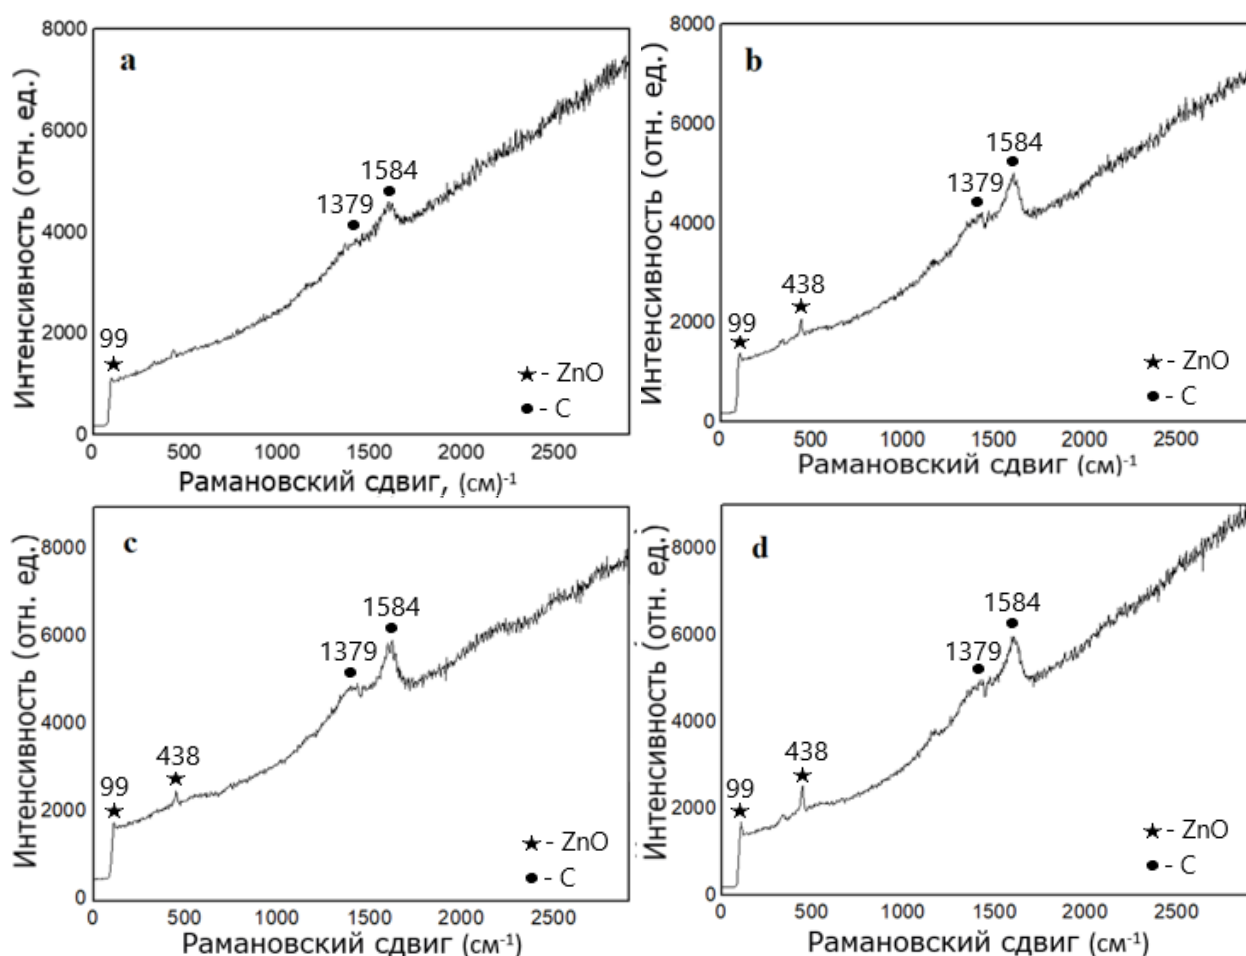 a
Интенсивность (отн. ед.)
8000
6000
4000
2000
0
99
1379
1584
★ - ZnO
● - C
0 500 1000 1500 2000 2500
Рамановский сдвиг, (см)⁻¹
b
Интенсивность (отн. ед.)
8000
6000
4000
2000
0
99
438
1379
1584
★ - ZnO
● - C
0 500 1000 1500 2000 2500
Рамановский сдвиг (см)⁻¹
c
Интенсивность (отн. ед.)
8000
6000
4000
2000
0
99
438
1379
1584
★ - ZnO
● - C
0 500 1000 1500 2000 2500
Рамановский сдвиг (см⁻¹)
d
Интенсивность (отн. ед.)
8000
6000
4000
2000
0
99
438
1379
1584
★ - ZnO
● - C
0 500 1000 1500 2000 2500
Рамановский сдвиг (см⁻¹)